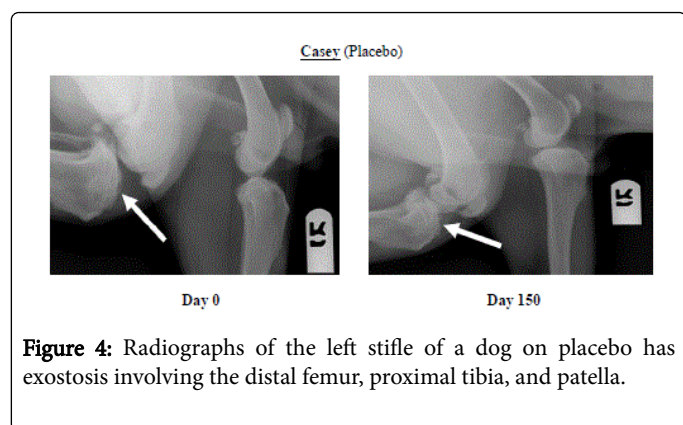 Casey (Placebo)
Day 0
Day 150
Figure 4: Radiographs of the left stifle of a dog on placebo has
exostosis involving the distal femur, proximal tibia, and patella.